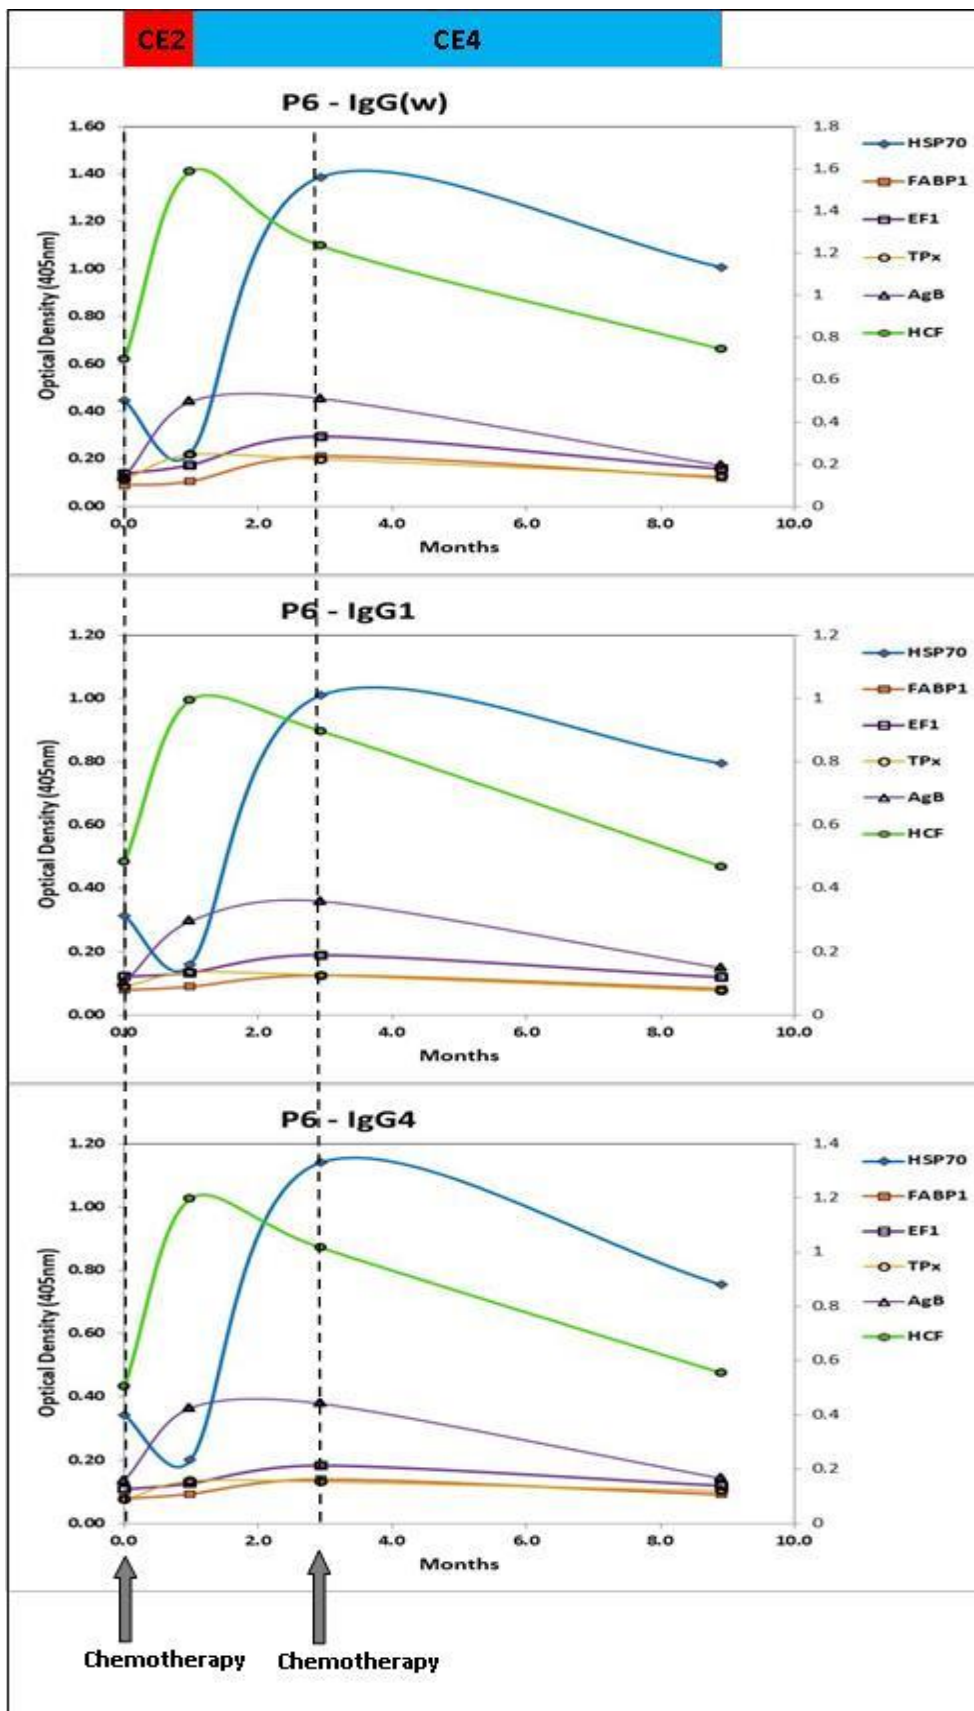 CE2 CE4
P6 - IgG(w)
1.60 1.8
1.40 1.6
1.20 1.4
1.00 1.2
0.80 1
0.60 0.8
0.40 0.6
0.20 0.4
0.00 0.2
0
Optical Density (405nm)
0.0 2.0 4.0 6.0 8.0 10.0
Months
HSP70
FABP1
EF1
TPx
AgB
HCF
P6 - IgG1
1.20 1.2
1.00 1
0.80 0.8
0.60 0.6
0.40 0.4
0.20 0.2
0.00 0
Optical Density (405nm)
0.0 2.0 4.0 6.0 8.0 10.0
Months
HSP70
FABP1
EF1
TPx
AgB
HCF
P6 - IgG4
1.20 1.4
1.00 1.2
0.80 1
0.60 0.8
0.40 0.6
0.20 0.4
0.00 0.2
0
Optical Density (405nm)
0.0 2.0 4.0 6.0 8.0 10.0
Months
HSP70
FABP1
EF1
TPx
AgB
HCF
Chemotherapy Chemotherapy